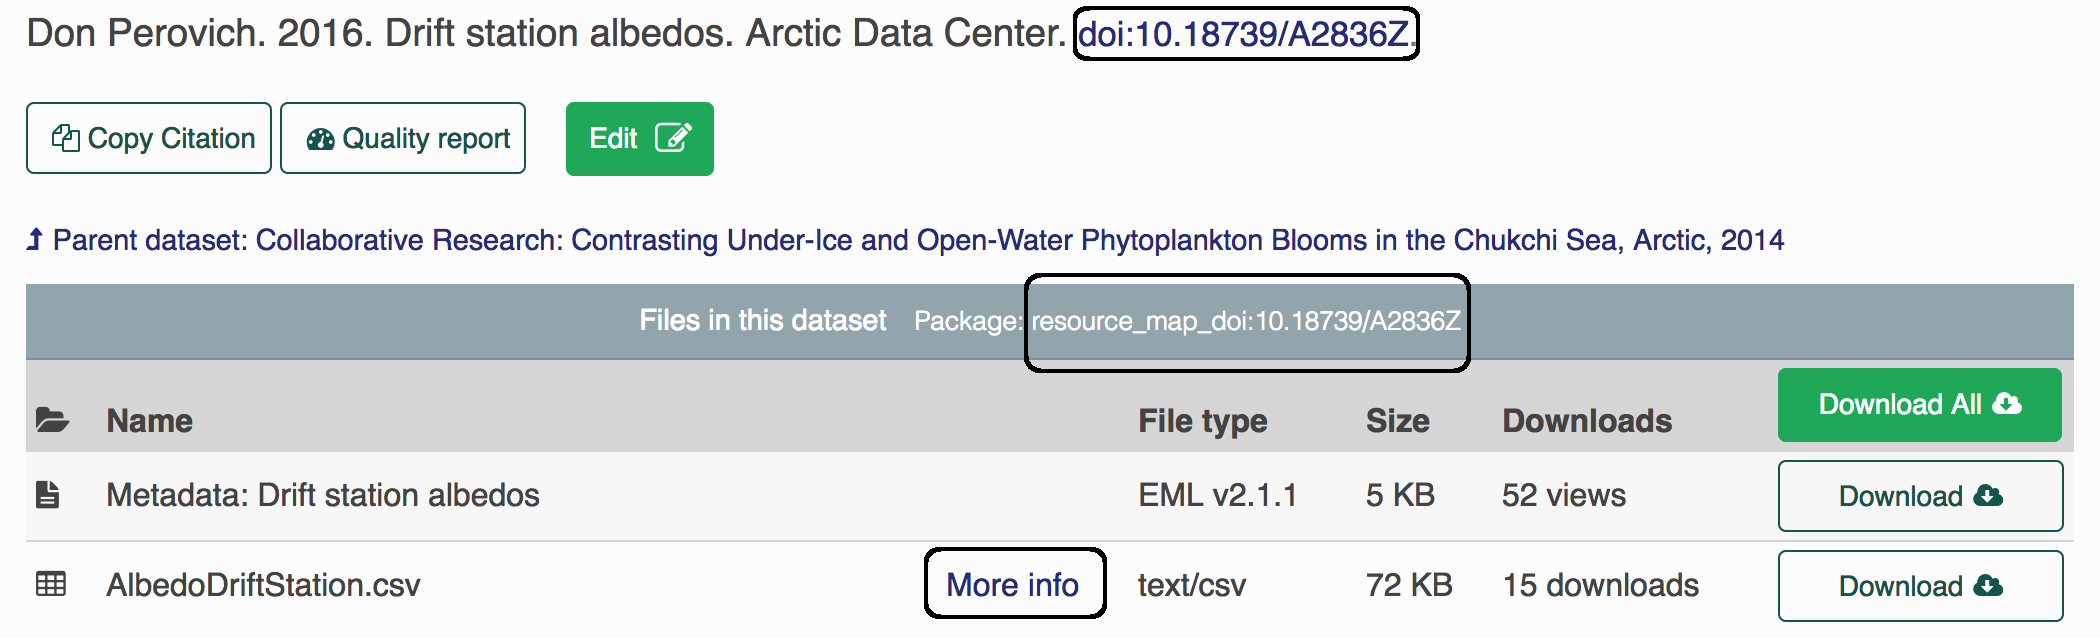 Don Perovich. 2016. Drift station albedos. Arctic Data Center. doi:10.18739/A2836Z.
Copy Citation Quality report Edit
Parent dataset: Collaborative Research: Contrasting Under-Ice and Open-Water Phytoplankton Blooms in the Chukchi Sea, Arctic, 2014
Files in this dataset Package: resource_map_doi:10.18739/A2836Z
Name File type Size Downloads Download All
Metadata: Drift station albedos EML v2.1.1 5 KB 52 views Download
AlbedoDriftStation.csv More info text/csv 72 KB 15 downloads Download